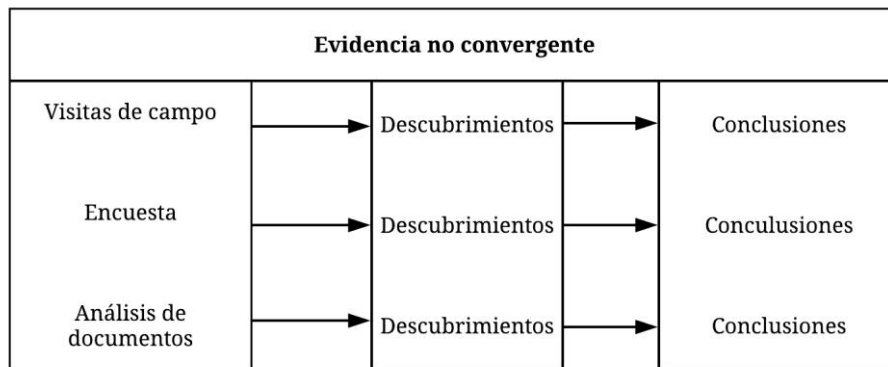 Evidencia no convergente
Visitas de campo
Descubrimientos
Conclusiones
Encuesta
Descubrimientos
Conculusiones
Análisis de
documentos
Descubrimientos
Conclusiones